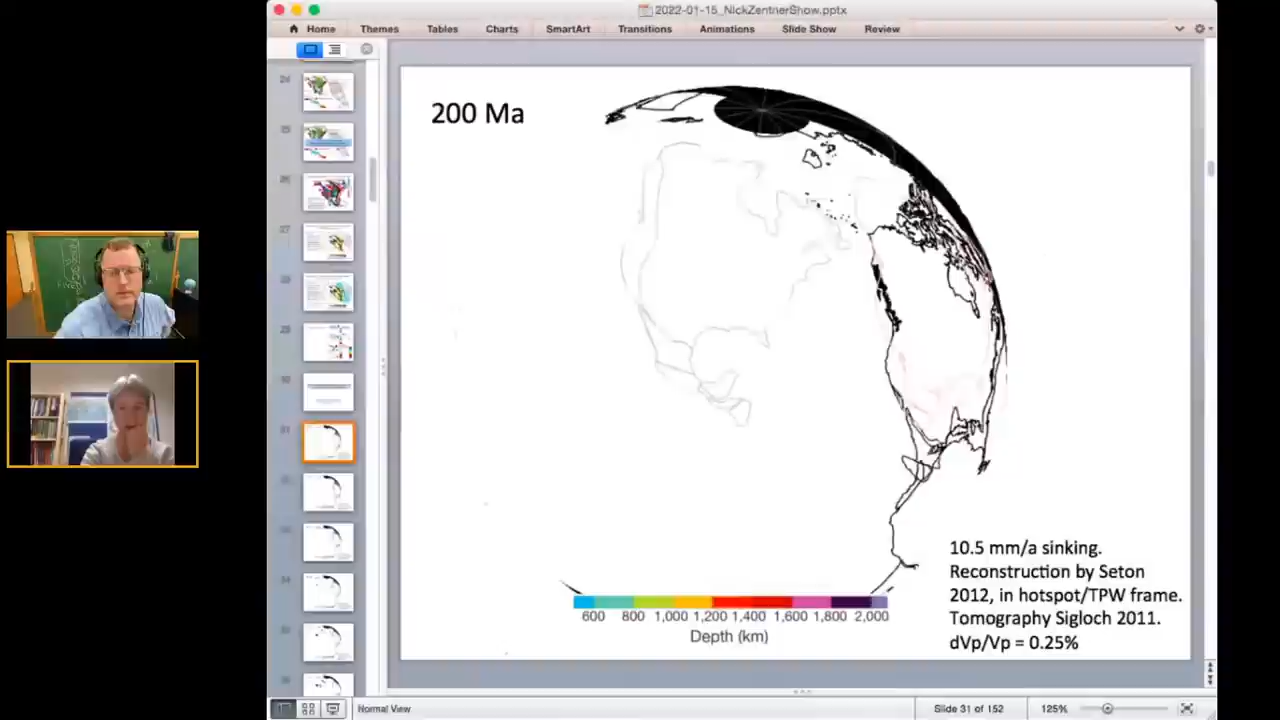 2022-01-15_NickZentnerShow.pptx
Home Themes Tables Charts SmartArt Transitions Animations Slide Show Review
200 Ma
10.5 mm/a sinking.
Reconstruction by Seton
2012, in hotspot/TPW frame.
Tomography Sigloch 2011.
dVp/Vp = 0.25%
600 800 1,000 1,200 1,400 1,600 1,800 2,000
Depth (km)
Normal View
Slide 31 of 152
125%